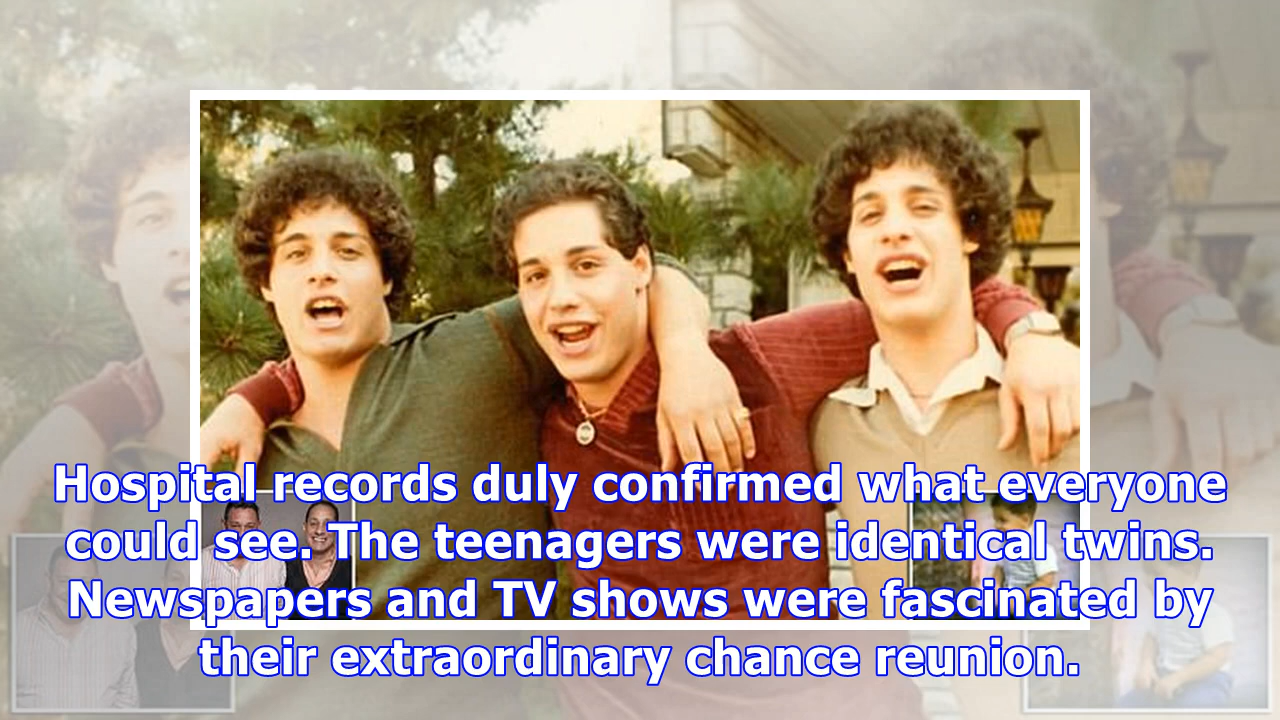 Hospital records duly confirmed what everyone
could see. The teenagers were identical twins.
Newspapers and TV shows were fascinated by
their extraordinary chance reunion.